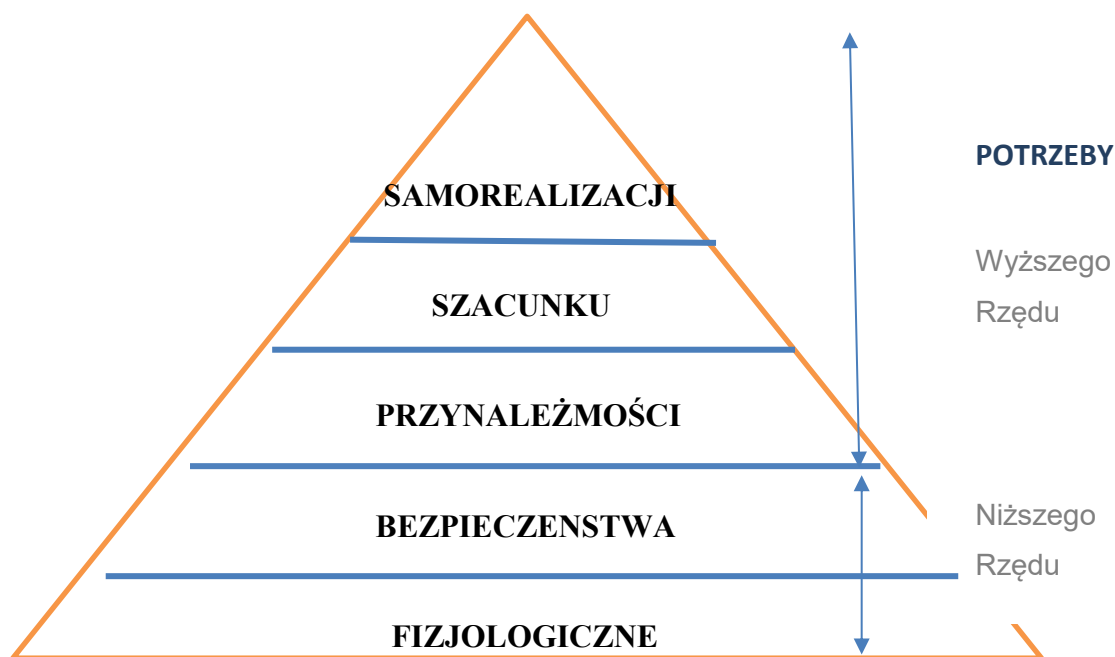 POTRZEBY
SAMOREALIZACJI
Wyższego
Rzędu
SZACUNKU
PRZYNALEŻMOŚCI
BEZPIECZENSTWA
Niższego
Rzędu
FIZJOLOGICZNE